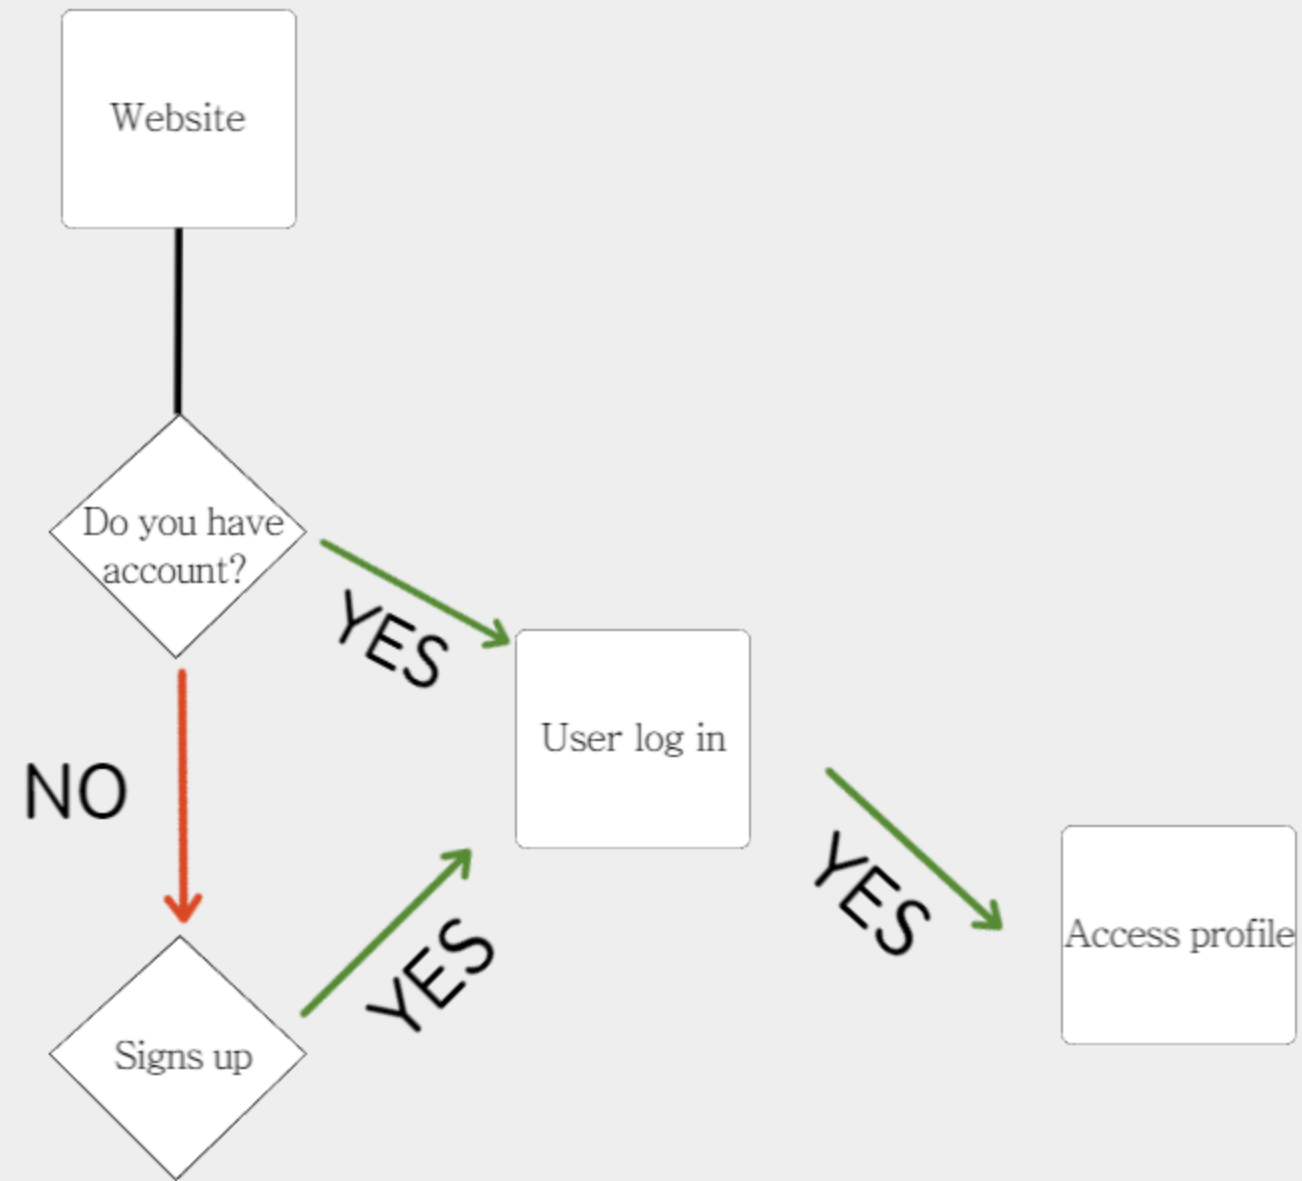 Website
Do you have
account?
YES
User log in
NO
YES
YES
Access profile
Signs up